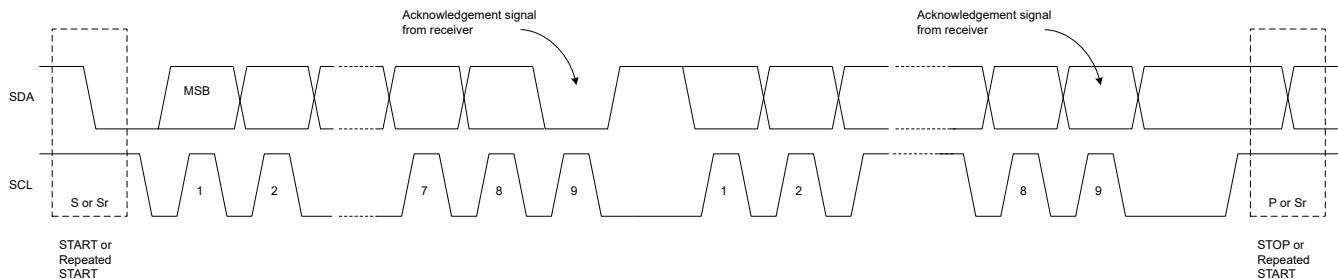 Acknowledgement signal
from receiver
Acknowledgement signal
from receiver
SDA
MSB
SCL
S or Sr
1
2
7
8
9
1
2
8
9
P or Sr
START or
Repeated
START
STOP or
Repeated
START